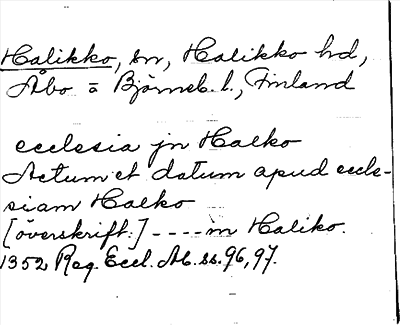 Halikko, sn, Halikko hd,
Åbo ä Björneb. l., Finland
ecclesia jn Halko
Actum et datum apud eccle-
siam Halko
[överskrift:] ----m Haliko.
1352 Reg. Eccl. Ab. ss. 96, 97.